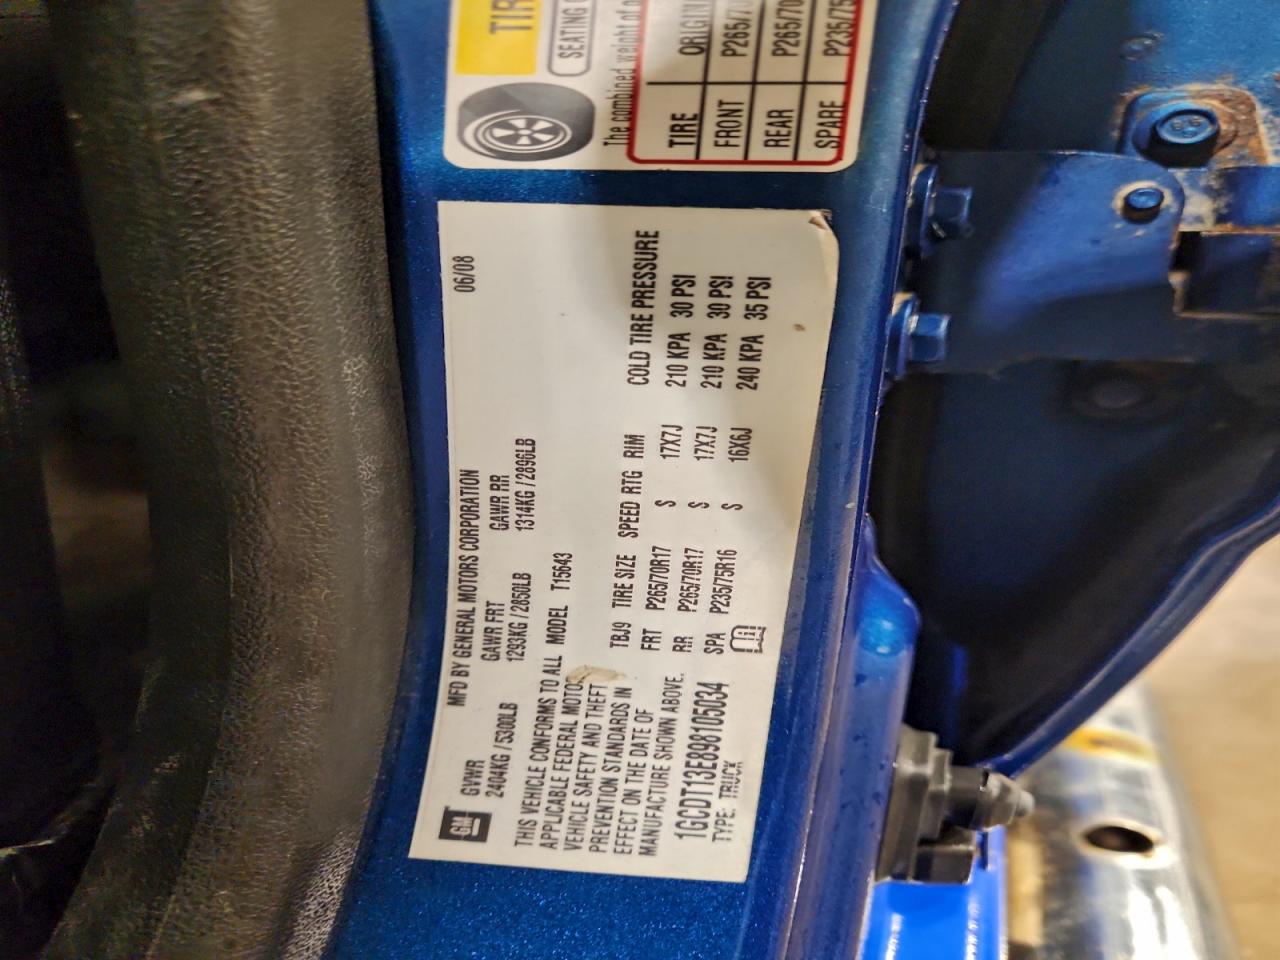 GM
MFD BY GENERAL MOTORS CORPORATION 06/08
GVWR GAWR FRT GAWR RR
2404KG / 5300LB 1293KG / 2850LB 1314KG / 2896LB
THIS VEHICLE CONFORMS TO ALL MODEL T15643
APPLICABLE FEDERAL MOTO
VEHICLE SAFETY AND THEFT
PREVENTION STANDARDS IN
EFFECT ON THE DATE OF
MANUFACTURE SHOWN ABOVE.
1GCDT13E898105034
TYPE: TRUCK
TBJ9 TIRE SIZE SPEED RTG RIM COLD TIRE PRESSURE
FRT P265/70R17 S 17X7J 210 KPA 30 PSI
RR P265/70R17 S 17X7J 210 KPA 30 PSI
SPA P235/75R16 S 16X6J 240 KPA 35 PSI
TIR
SEATING
The combined weight of
TIRE ORIGIN
FRONT P265/70
REAR P265/70
SPARE P235/75